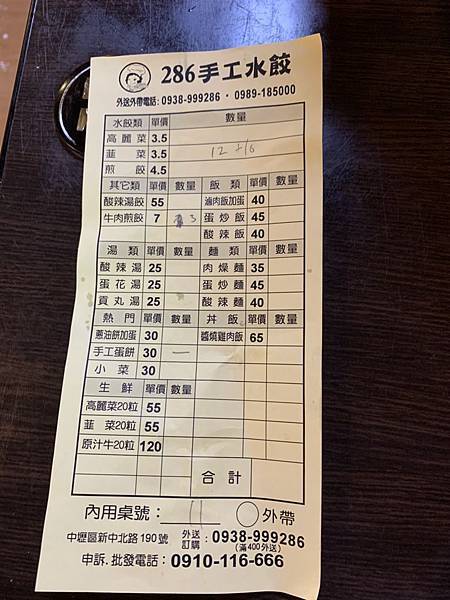 286手工水餃
外送外帶電話：0938-999286 ・ 0989-185000
水餃類 單價 數量
高麗菜 3.5
韭菜 3.5 12 +6
煎餃 4.5
其它類 單價 數量 飯類 單價 數量
酸辣湯餃 55 滷肉飯加蛋 40
牛肉煎餃 7 3 蛋炒飯 45
酸辣飯 40
湯類 單價 數量 麵類 單價 數量
酸辣湯 25 肉燥麵 35
蛋花湯 25 蛋炒麵 45
貢丸湯 25 酸辣麵 40
熱門 單價 數量 丼飯 單價 數量
蔥油餅加蛋 30 醬燒雞肉飯 65
手工蛋餅 30 一
小菜 30
生鮮 單價 數量
高麗菜20粒 55
韭菜20粒 55
原汁牛20粒 120
合計
內用桌號：11 外帶
中壢區新中北路190號 外送訂購：0938-999286
(滿400外送)
申訴.批發電話：0910-116-666